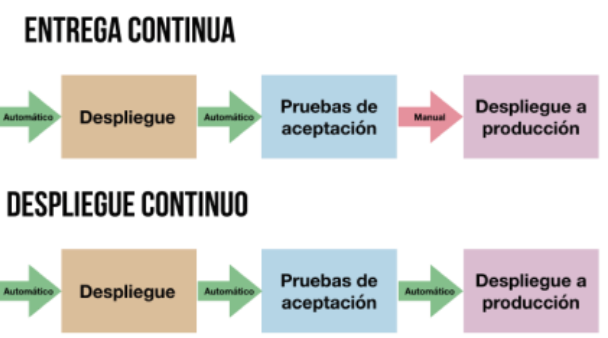 ENTREGA CONTINUA
Automático
Despliegue
Automático
Pruebas de
aceptación
Manual
Despliegue a
producción
DESPLIEGUE CONTINUO
Automático
Despliegue
Automático
Pruebas de
aceptación
Automático
Despliegue a
producción